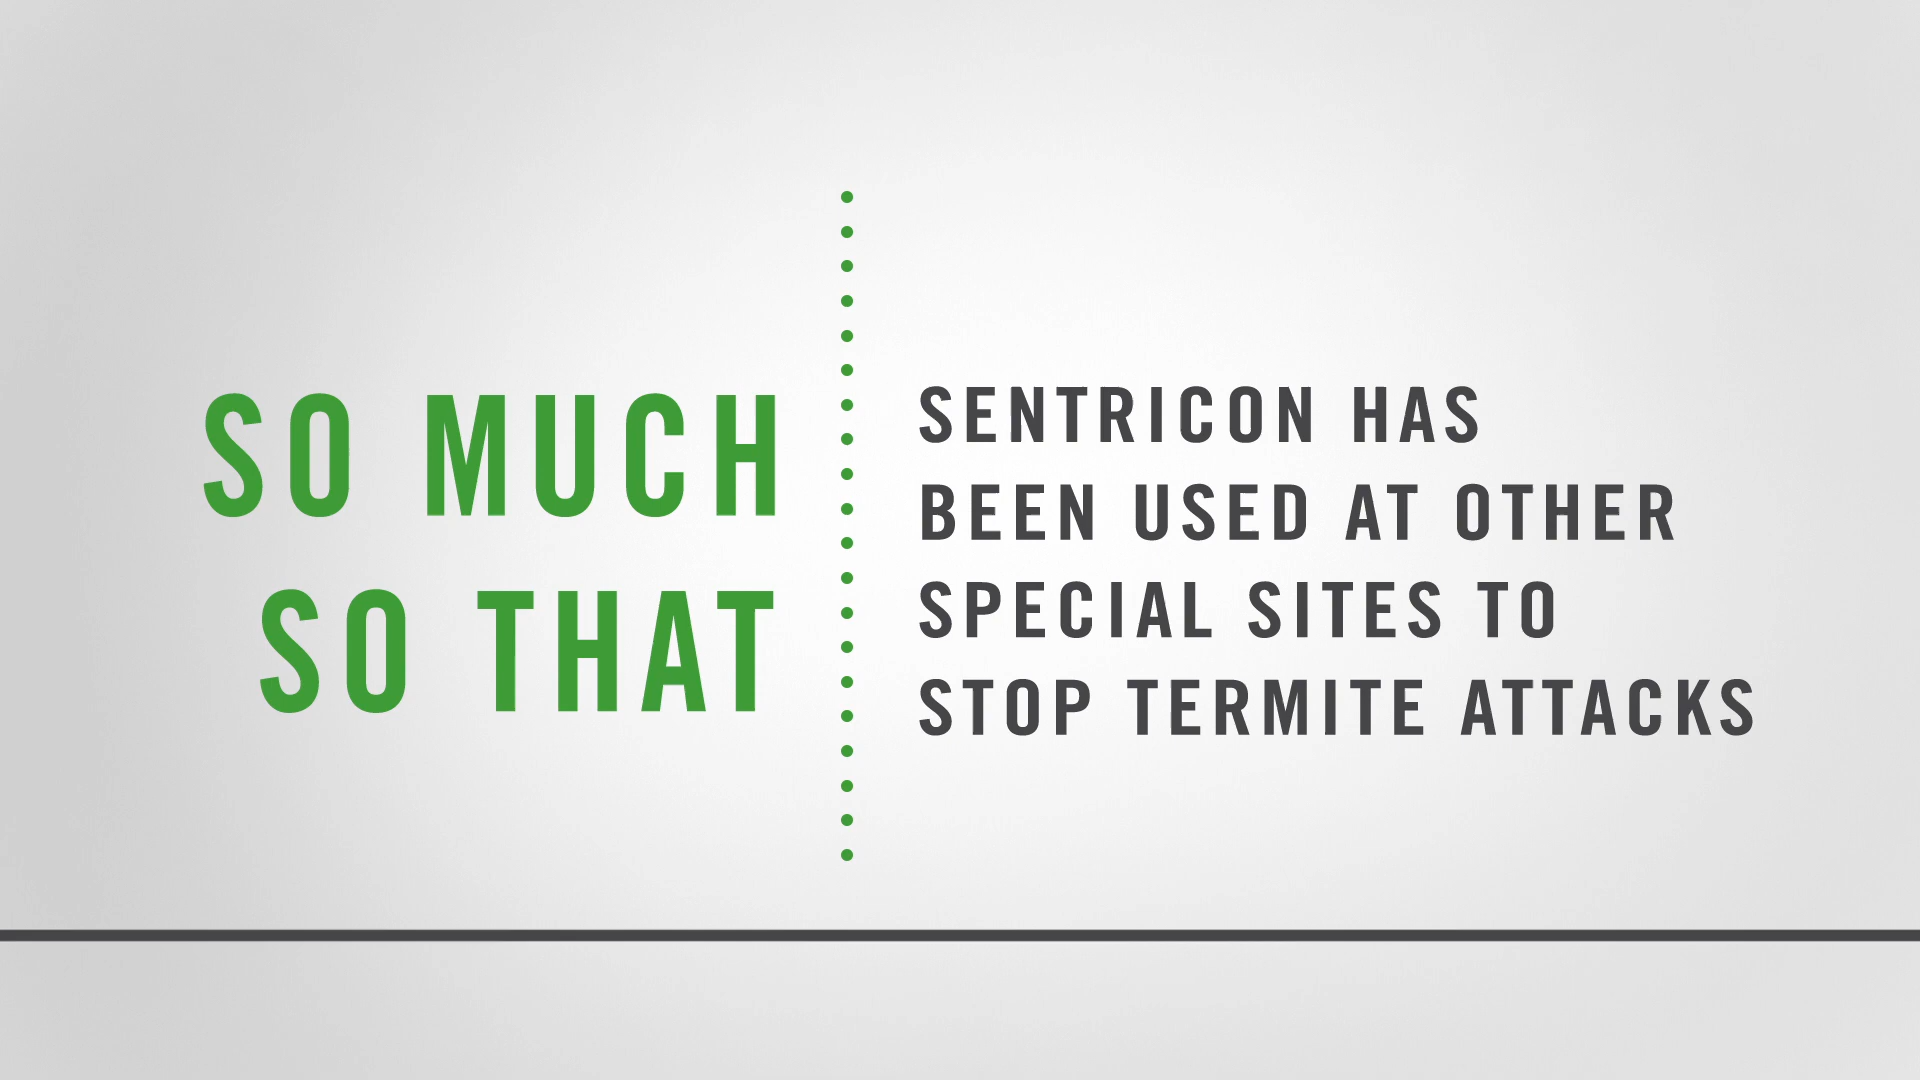 SO MUCH
SO THAT
SENTRICON HAS
BEEN USED AT OTHER
SPECIAL SITES TO
STOP TERMITE ATTACKS